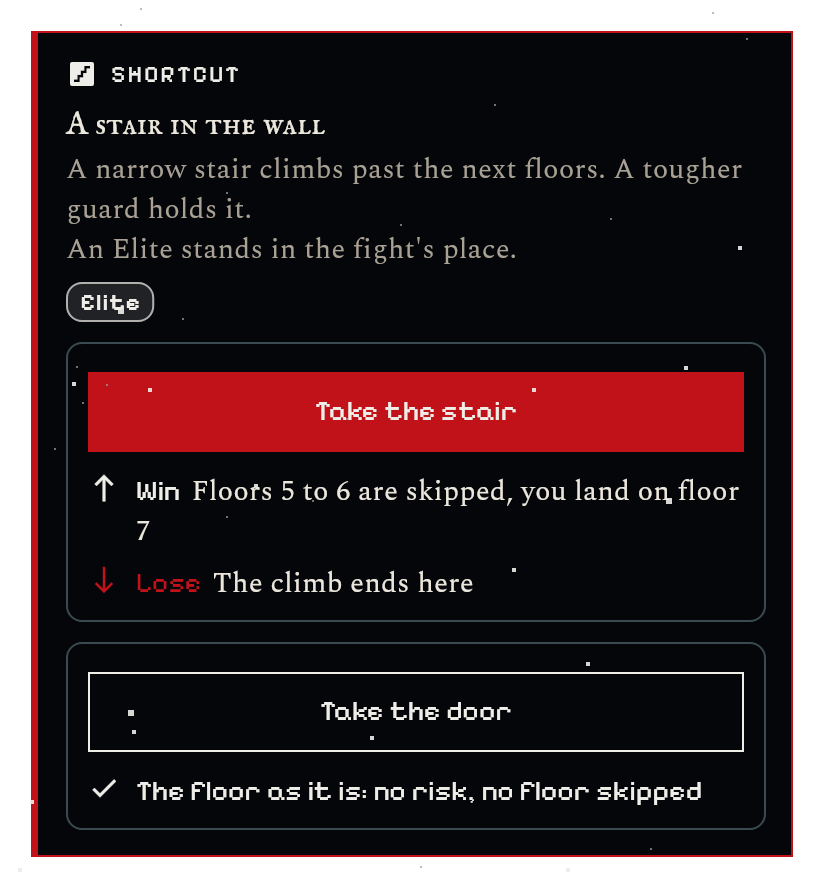 SHORTCUT
A STAIR IN THE WALL
A narrow stair climbs past the next floors. A tougher
guard holds it.
An Elite stands in the fight's place.
Elite
Take the stair
Win Floors 5 to 6 are skipped, you land on floor
7
Lose The climb ends here
Take the door
The floor as it is: no risk, no floor skipped